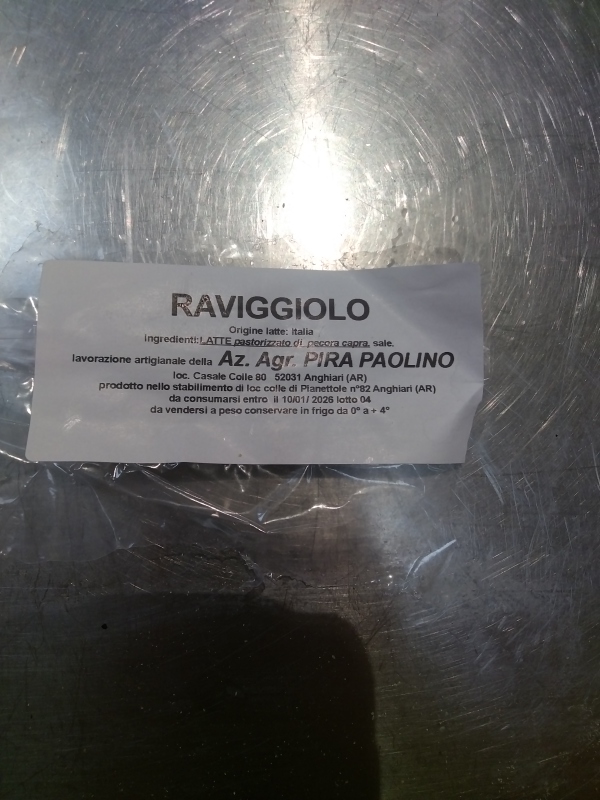 RAVIGGIOLO
Origine latte: Italia
Ingredienti:LATTE pastorizzato di pecora capra, sale.
lavorazione artigianale della Az. Agr. PIRA PAOLINO
loc. Casale Colle 80 52031 Anghiari (AR)
prodotto nello stabilimento di loc colle di Pianettole n°82 Anghiari (AR)
da consumarsi entro il 10/01/ 2026 lotto 04
da vendersi a peso conservare in frigo da 0° a + 4°